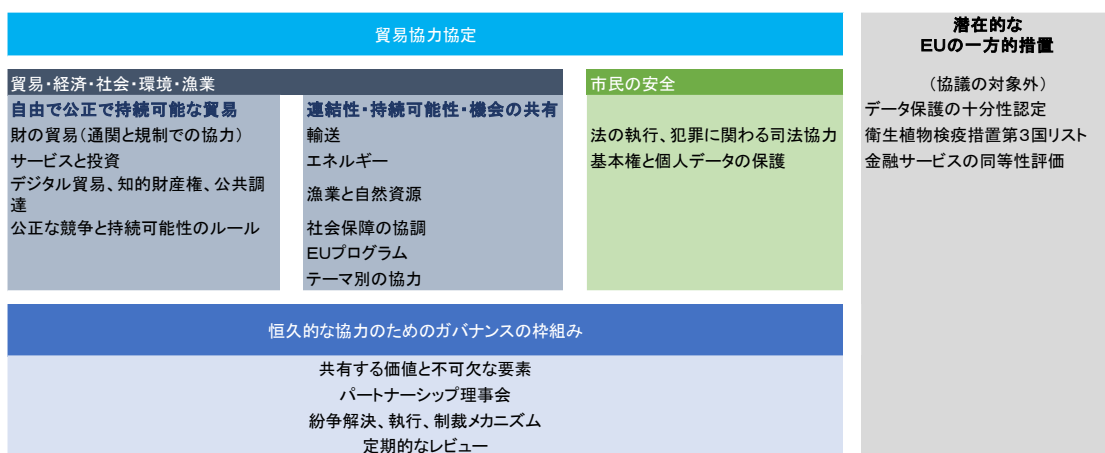 貿易協力協定
貿易・経済・社会・環境・漁業
自由で公正で持続可能な貿易
財の貿易（通関と規制での協力）
サービスと投資
デジタル貿易、知的財産権、公共調
達
公正な競争と持続可能性のルール
連結性・持続可能性・機会の共有
輸送
エネルギー
漁業と自然資源
社会保障の協調
EUプログラム
テーマ別の協力
市民の安全
法の執行、犯罪に関わる司法協力
基本権と個人データの保護
恒久的な協力のためのガバナンスの枠組み
共有する価値と不可欠な要素
パートナーシップ理事会
紛争解決、執行、制裁メカニズム
定期的なレビュー
潜在的な
EUの一方的措置
（協議の対象外）
データ保護の十分性認定
衛生植物検疫措置第3国リスト
金融サービスの同等性評価